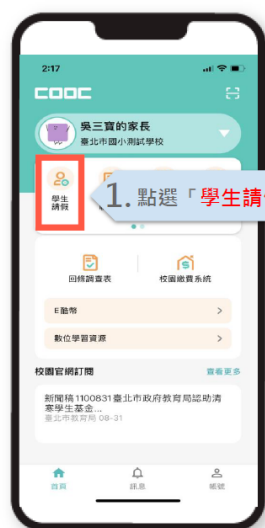 2:17
COOC
吳三寶的家長
臺北市國小測試學校
學生
請假
1. 點選「學生請
回條調查表
校園繳費系統
E酷幣
數位學習資源
校園官網訂閱
查看更多
新聞稿1100831臺北市政府教育局認助清
寒學生基金...
臺北市教育局 08-31
首頁
訊息
帳號